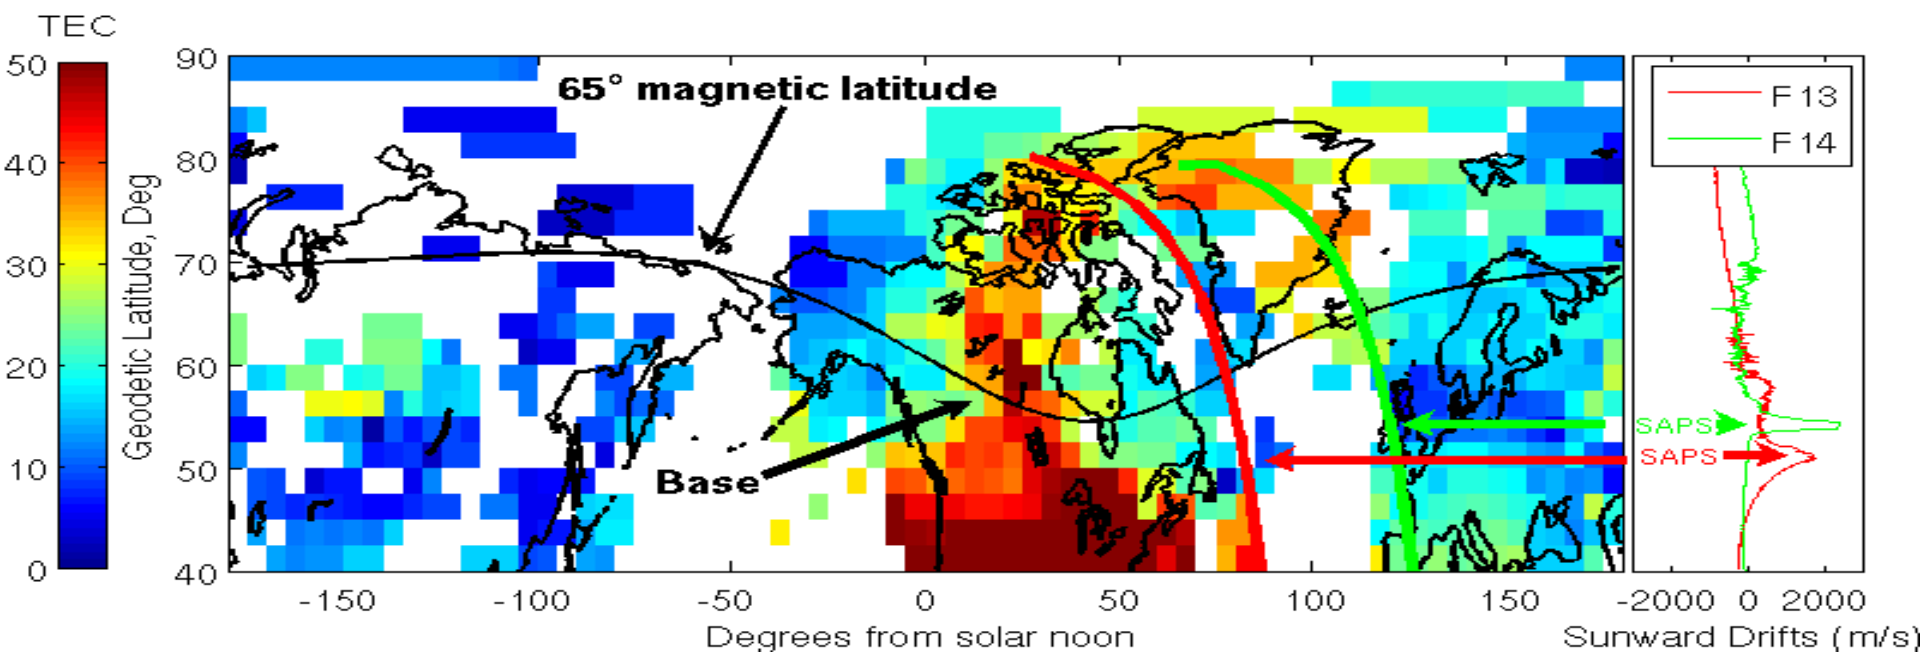 TEC
50
40
30
20
10
0
Geodetic Latitude, Deg
90
80
70
60
50
40
65° magnetic latitude
Base
-150 -100 -50 0 50 100 150
Degrees from solar noon
F13
F14
SAPS
SAPS
-2000 0 2000
Sunward Drifts (m/s)